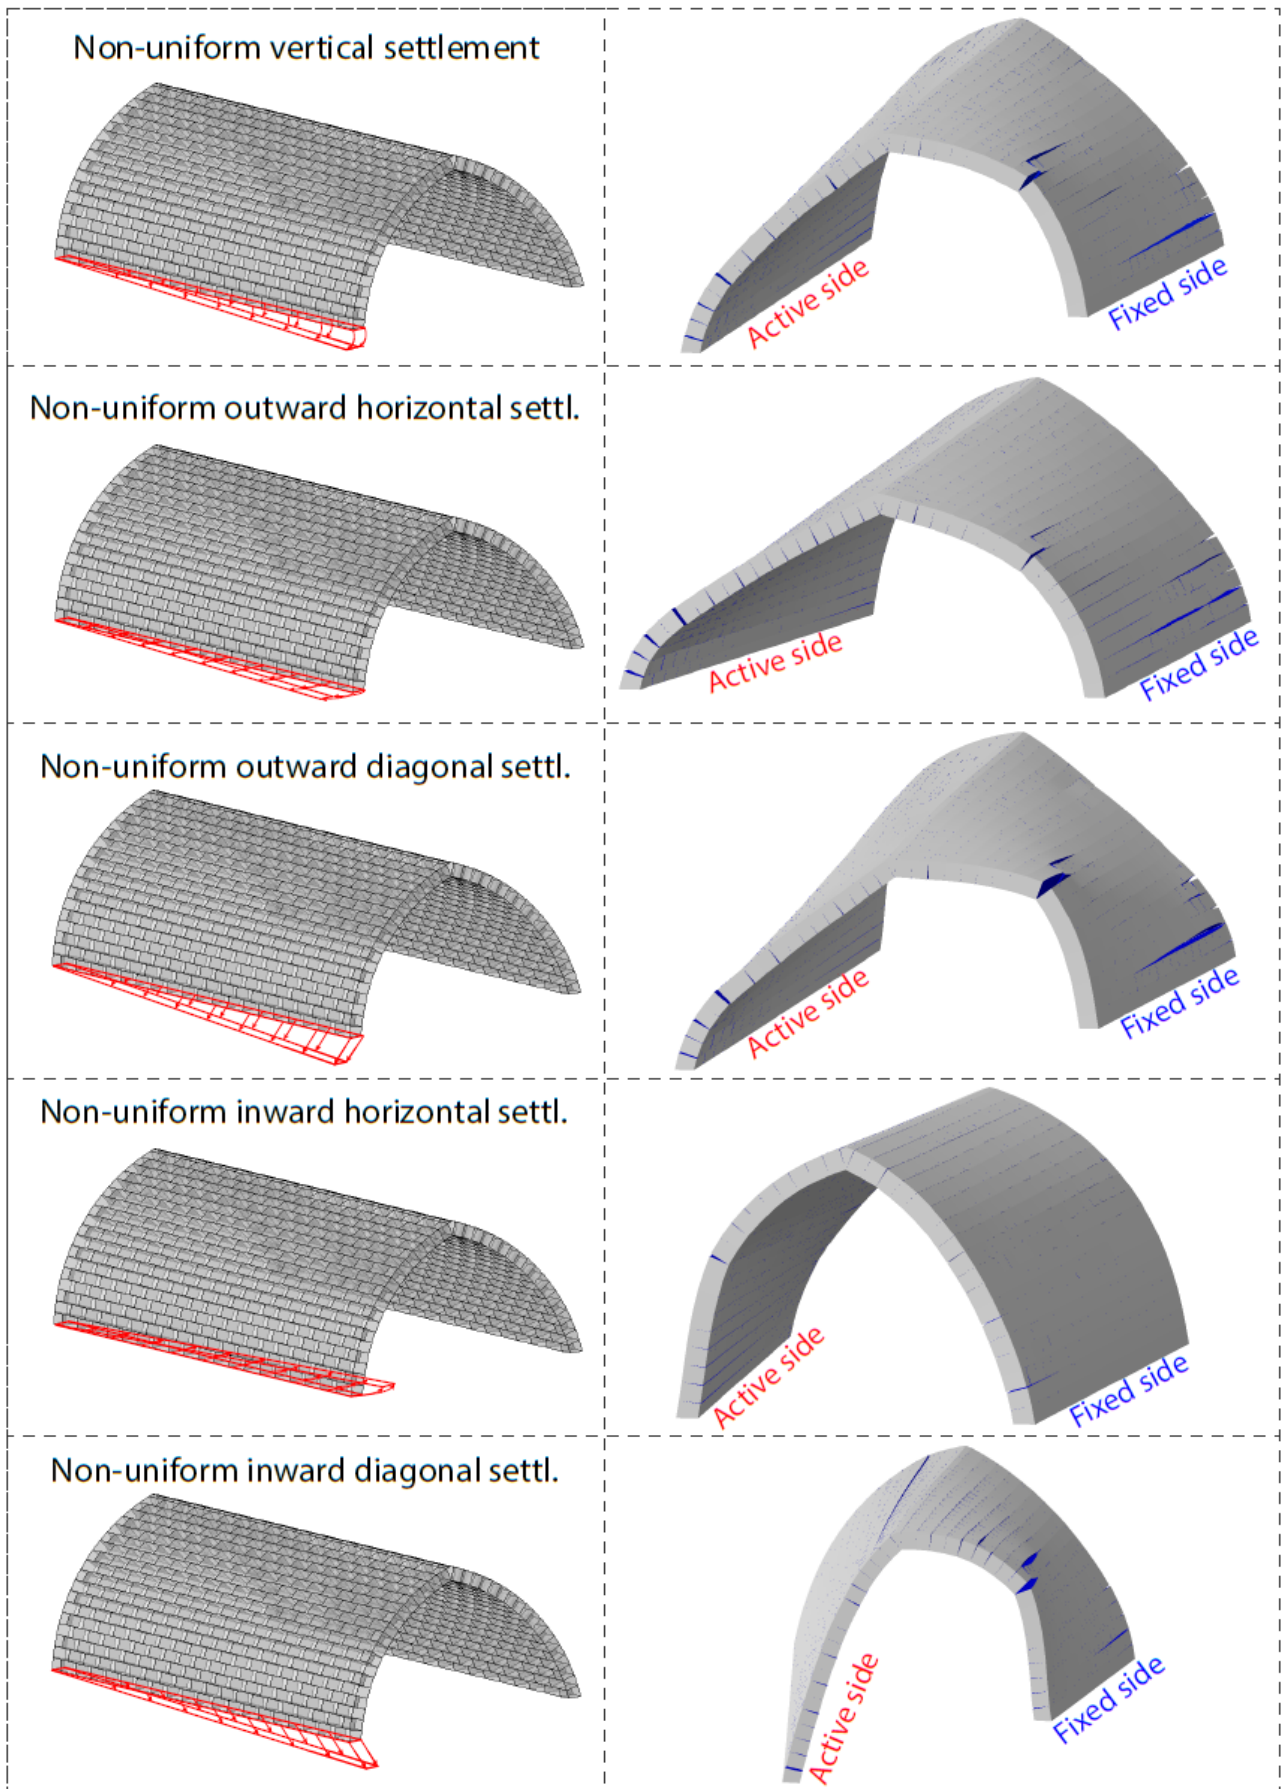 Non-uniform vertical settlement
Active side
Fixed side
Non-uniform outward horizontal settl.
Active side
Fixed side
Non-uniform outward diagonal settl.
Active side
Fixed side
Non-uniform inward horizontal settl.
Active side
Fixed side
Non-uniform inward diagonal settl.
Active side
Fixed side